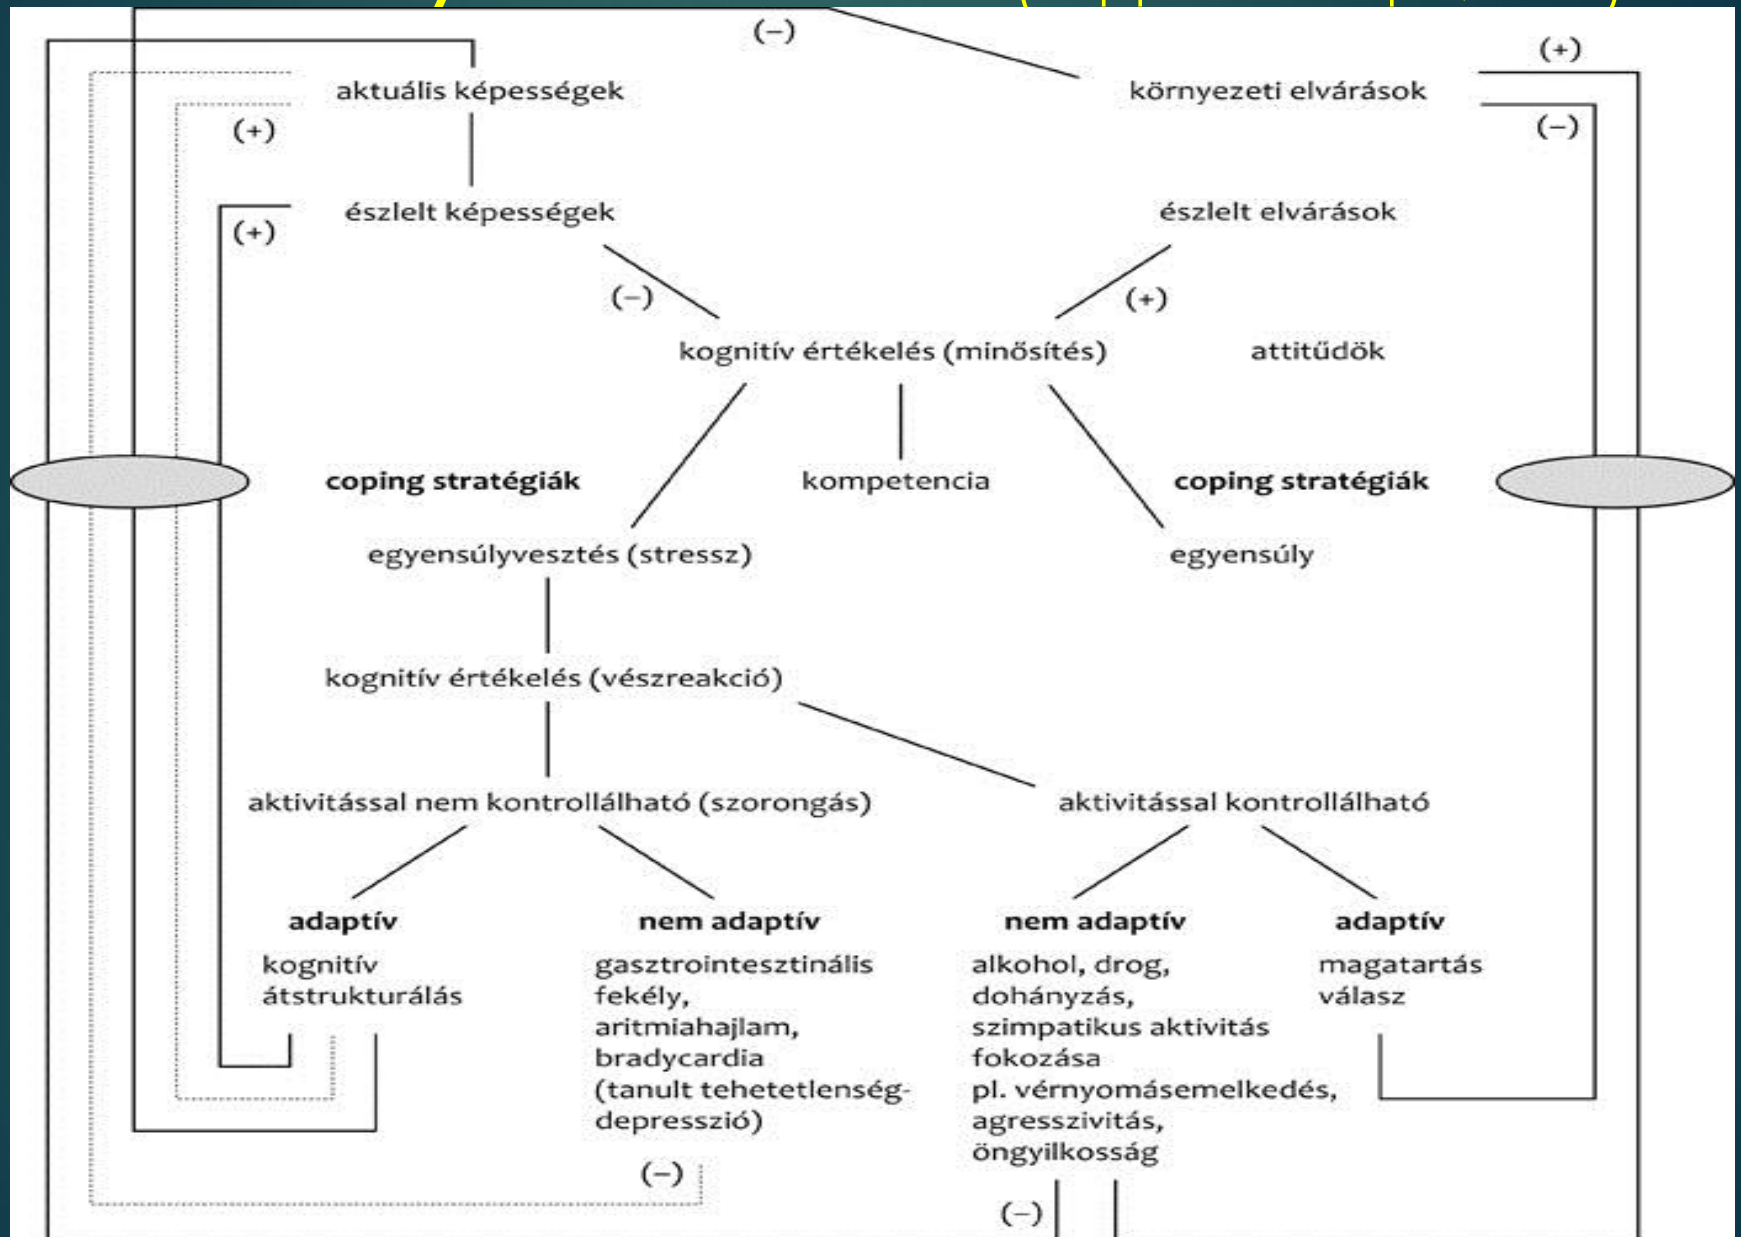 (–)
(+)
aktuális képességek
környezeti elvárások
(+)
(–)
észlelt képességek
észlelt elvárások
(+)
(–)
(+)
kognitív értékelés (minősítés)
attitűdök
coping stratégiák
kompetencia
coping stratégiák
egyensúlyvesztés (stressz)
egyensúly
kognitív értékelés (vészreakció)
aktivitással nem kontrollálható (szorongás)
aktivitással kontrollálható
adaptív
kognitív
átstrukturálás
nem adaptív
gasztrointesztinális
fekély,
aritmiahajlam,
bradycardia
(tanult tehetetlenség-
depresszió)
(–)
nem adaptív
alkohol, drog,
dohányzás,
szimpatikus aktivitás
fokozása
pl. vérnyomásemelkedés,
agresszivitás,
öngyilkosság
(–)
adaptív
magatartás
válasz